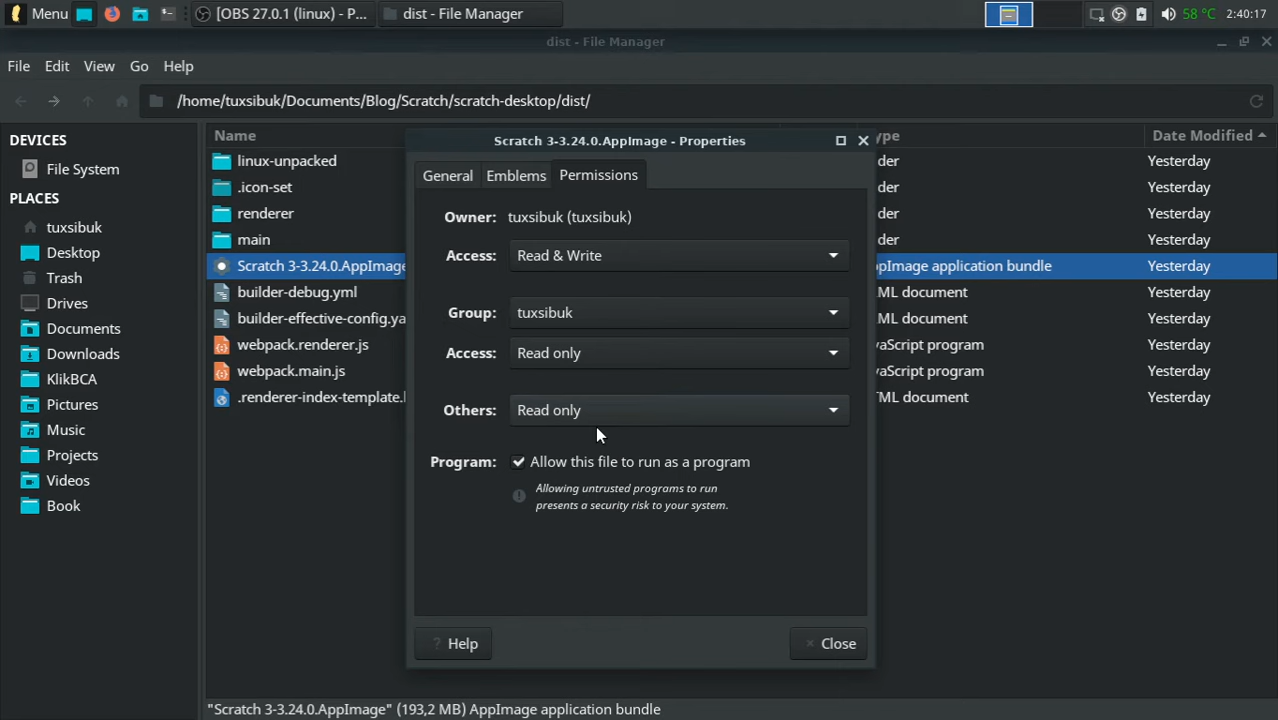 Menu
[OBS 27.0.1 (linux) - P...
dist - File Manager
58 °C
2:40:17
dist - File Manager
File Edit View Go Help
/home/tuxsibuk/Documents/Blog/Scratch/scratch-desktop/dist/
DEVICES
File System
PLACES
tuxsibuk
Desktop
Trash
Drives
Documents
Downloads
KlikBCA
Pictures
Music
Projects
Videos
Book
Name ype Date Modified
linux-unpacked der Yesterday
.icon-set der Yesterday
renderer der Yesterday
main der Yesterday
Scratch 3-3.24.0.AppImage ppImage application bundle Yesterday
builder-debug.yml ML document Yesterday
builder-effective-config.ya ML document Yesterday
webpack.renderer.js vaScript program Yesterday
webpack.main.js vaScript program Yesterday
.renderer-index-template.h TML document Yesterday
Scratch 3-3.24.0.AppImage - Properties
General Emblems Permissions
Owner: tuxsibuk (tuxsibuk)
Access: Read & Write
Group: tuxsibuk
Access: Read only
Others: Read only
Program: Allow this file to run as a program
Allowing untrusted programs to run
presents a security risk to your system.
Help
Close
"Scratch 3-3.24.0.AppImage" (193,2 MB) AppImage application bundle